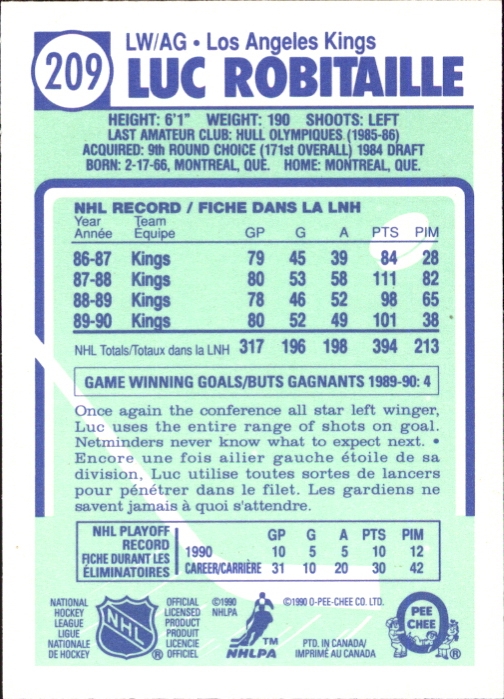 209
LW/AG • Los Angeles Kings
LUC ROBITAILLE
HEIGHT: 6'1" WEIGHT: 190 SHOOTS: LEFT
LAST AMATEUR CLUB: HULL OLYMPIQUES (1985-86)
ACQUIRED: 9th ROUND CHOICE (171st OVERALL) 1984 DRAFT
BORN: 2-17-66, MONTREAL, QUE. HOME: MONTREAL, QUE.
NHL RECORD / FICHE DANS LA LNH
Year Team
Année Équipe GP G A PTS PIM
86-87 Kings 79 45 39 84 28
87-88 Kings 80 53 58 111 82
88-89 Kings 78 46 52 98 65
89-90 Kings 80 52 49 101 38
NHL Totals/Totaux dans la LNH 317 196 198 394 213
GAME WINNING GOALS/BUTS GAGNANTS 1989-90: 4
Once again the conference all star left winger,
Luc uses the entire range of shots on goal.
Netminders never know what to expect next. •
Encore une fois ailier gauche étoile de sa
division, Luc utilise toutes sortes de lancers
pour pénétrer dans le filet. Les gardiens ne
savent jamais à quoi s'attendre.
NHL PLAYOFF
RECORD
FICHE DURANT LES
ÉLIMINATOIRES
GP G A PTS PIM
1990 10 5 5 10 12
CAREER/CARRIÈRE 31 10 20 30 42
NATIONAL
HOCKEY
LEAGUE
LIGUE
NATIONALE
DE HOCKEY
NHL
®
OFFICIAL
LICENSED
PRODUCT
PRODUIT
LICENCIÉ
OFFICIEL
©1990
NHLPA
TM
NHLPA
©1990 O-PEE-CHEE CO. LTD.
PTD. IN CANADA/
IMPRIMÉ AU CANADA
O
PEE
CHEE
®